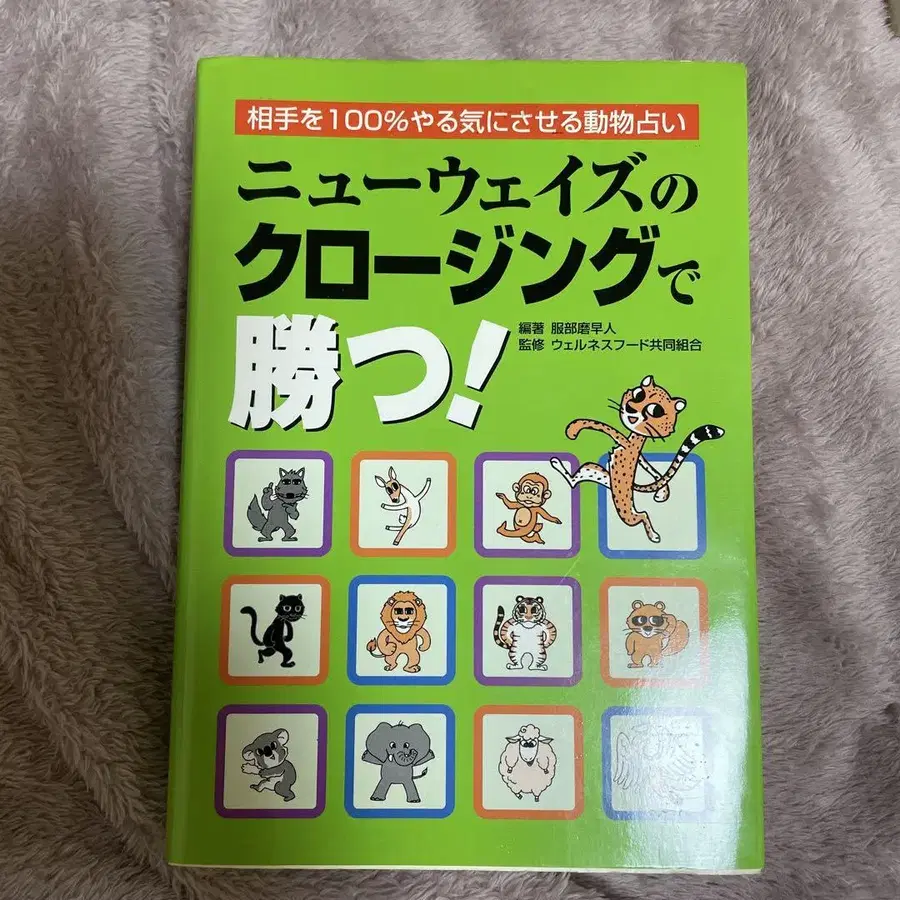 相手を100%やる気にさせる動物占い
ニューウェイズの
クロージングで
勝つ!
編著 服部磨早人
監修 ウェルネスフード共同組合